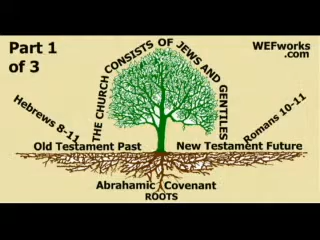 Part 1
of 3
WEFworks
.com
THE CHURCH CONSISTS OF JEWS AND GENTILES
Hebrews 8-11
Romans 10-11
Old Testament Past
New Testament Future
Abrahamic Covenant
ROOTS